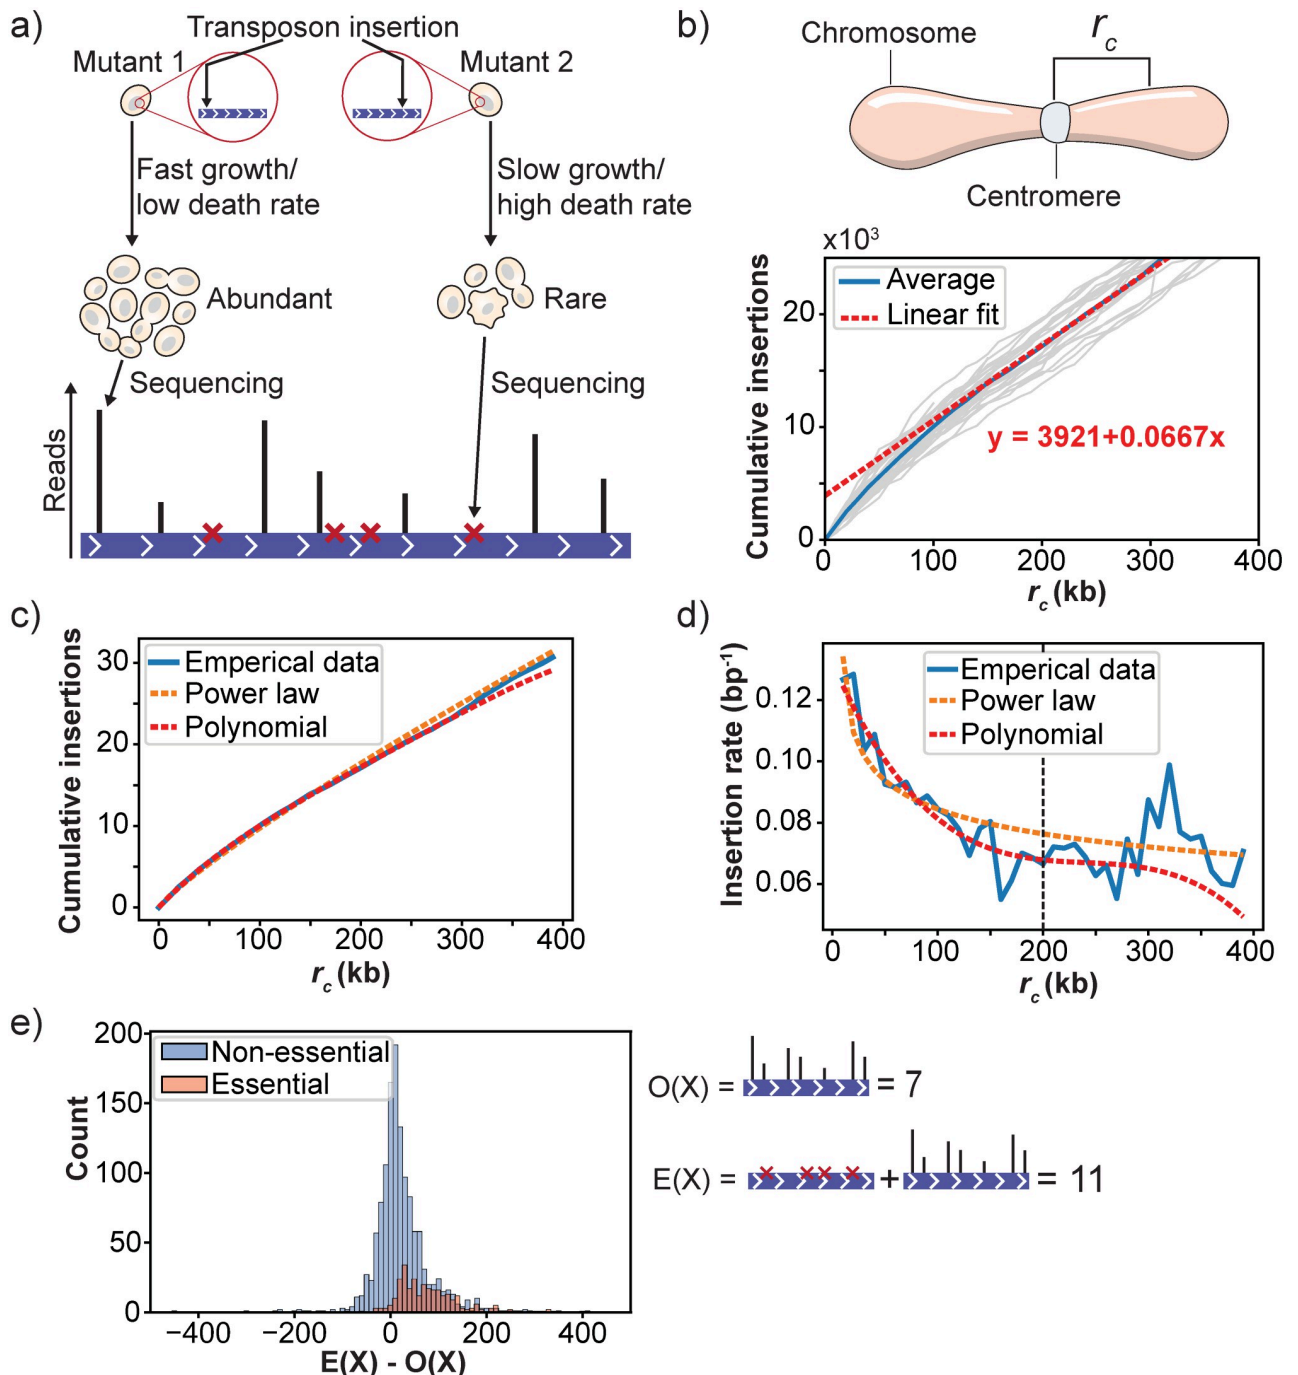 a)
Transposon insertion
Mutant 1
Mutant 2
Fast growth/
low death rate
Slow growth/
high death rate
Abundant
Rare
Sequencing
Sequencing
Reads
b)
r_c
Chromosome
Centromere
x10³
Cumulative insertions
20
10
0
Average
Linear fit
y = 3921+0.0667x
0 100 200 300 400
r_c (kb)
c)
Cumulative insertions
30
20
10
0
Emperical data
Power law
Polynomial
0 100 200 300 400
r_c (kb)
d)
Insertion rate (bp⁻¹)
0.12
0.10
0.08
0.06
Emperical data
Power law
Polynomial
0 100 200 300 400
r_c (kb)
e)
Count
200
150
100
50
0
Non-essential
Essential
−400 −200 0 200 400
E(X) - O(X)
O(X) = = 7
E(X) = + = 11